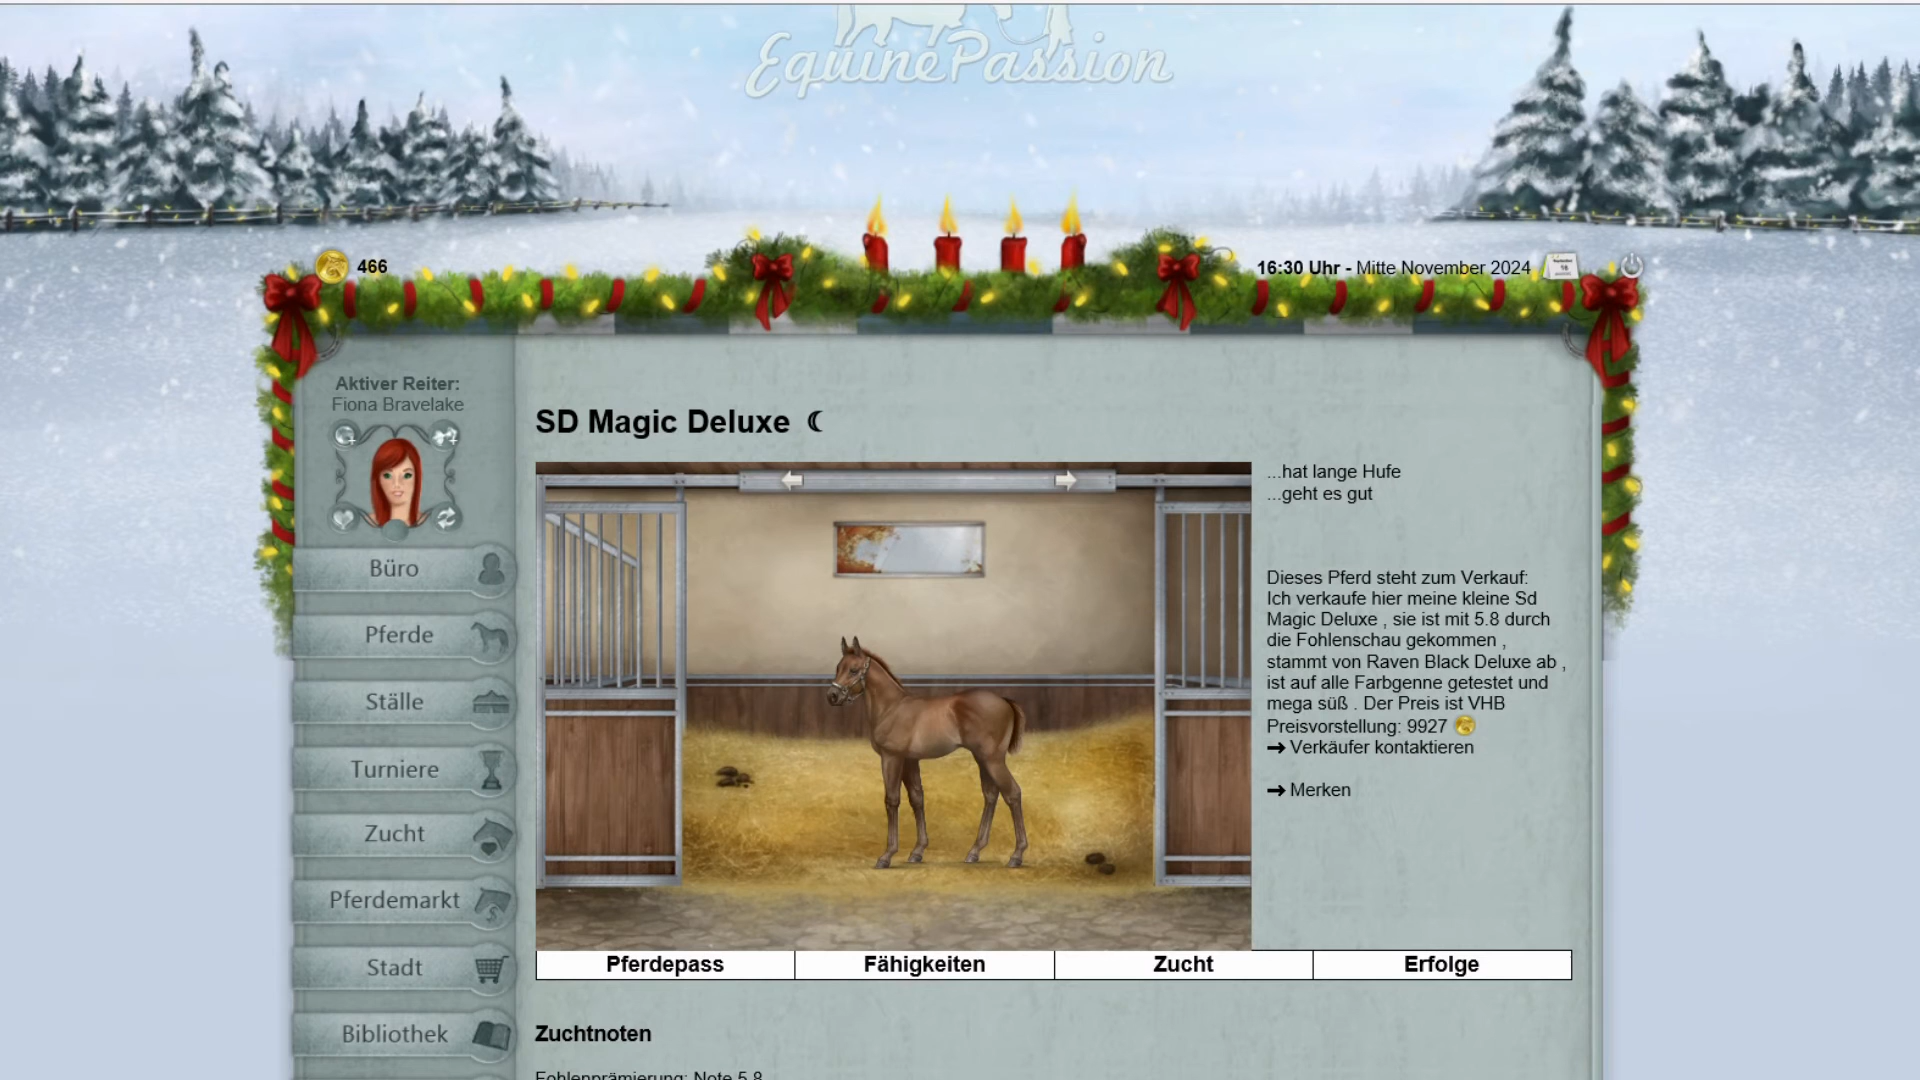 EquinePassion
466
16:30 Uhr - Mitte November 2024
Aktiver Reiter:
Fiona Bravelake
SD Magic Deluxe
...hat lange Hufe
...geht es gut
Dieses Pferd steht zum Verkauf:
Ich verkaufe hier meine kleine Sd
Magic Deluxe , sie ist mit 5.8 durch
die Fohlenschau gekommen ,
stammt von Raven Black Deluxe ab ,
ist auf alle Farbgenne getestet und
mega süß . Der Preis ist VHB
Preisvorstellung: 9927
Verkäufer kontaktieren
Merken
Büro
Pferde
Ställe
Turniere
Zucht
Pferdemarkt
Stadt
Bibliothek
Pferdepass
Fähigkeiten
Zucht
Erfolge
Zuchtnoten
Fohlenprämierung: Note 5.8